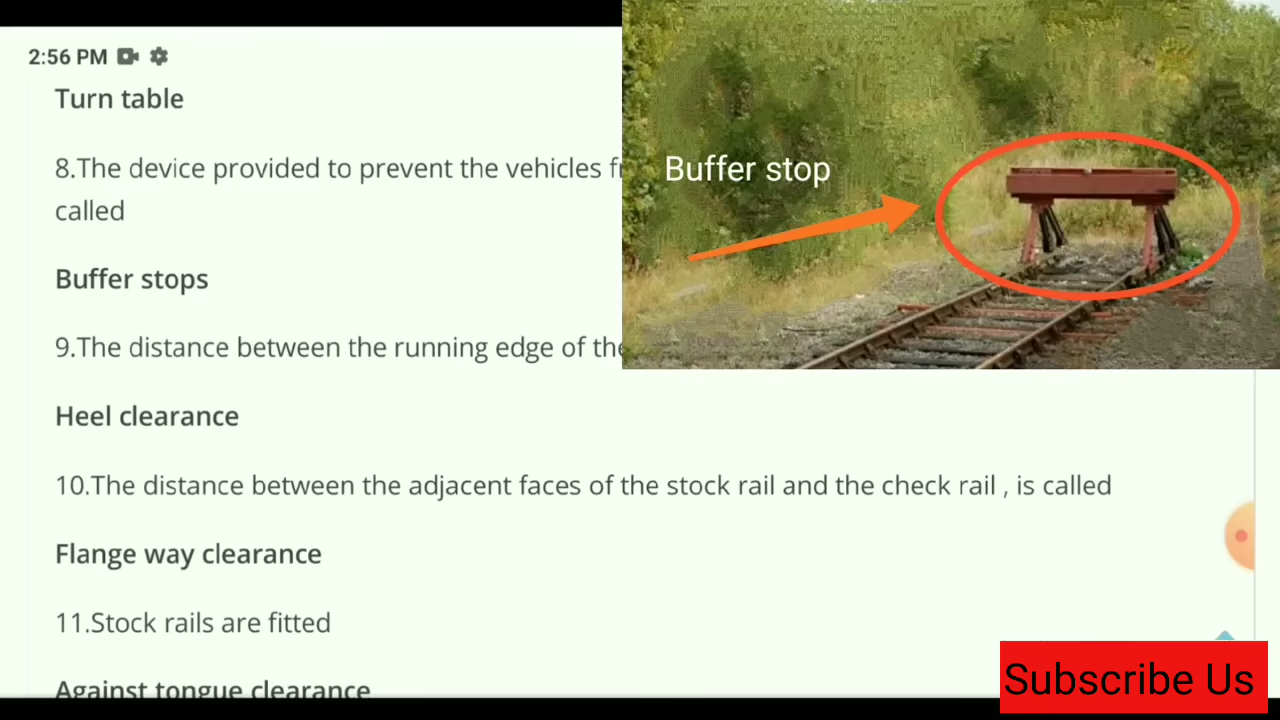 2:56 PM
Turn table
8.The device provided to prevent the vehicles
called
Buffer stops
9.The distance between the running edge of the
Heel clearance
10.The distance between the adjacent faces of the stock rail and the check rail , is called
Flange way clearance
11.Stock rails are fitted
Against tongue clearance
Buffer stop
Subscribe Us